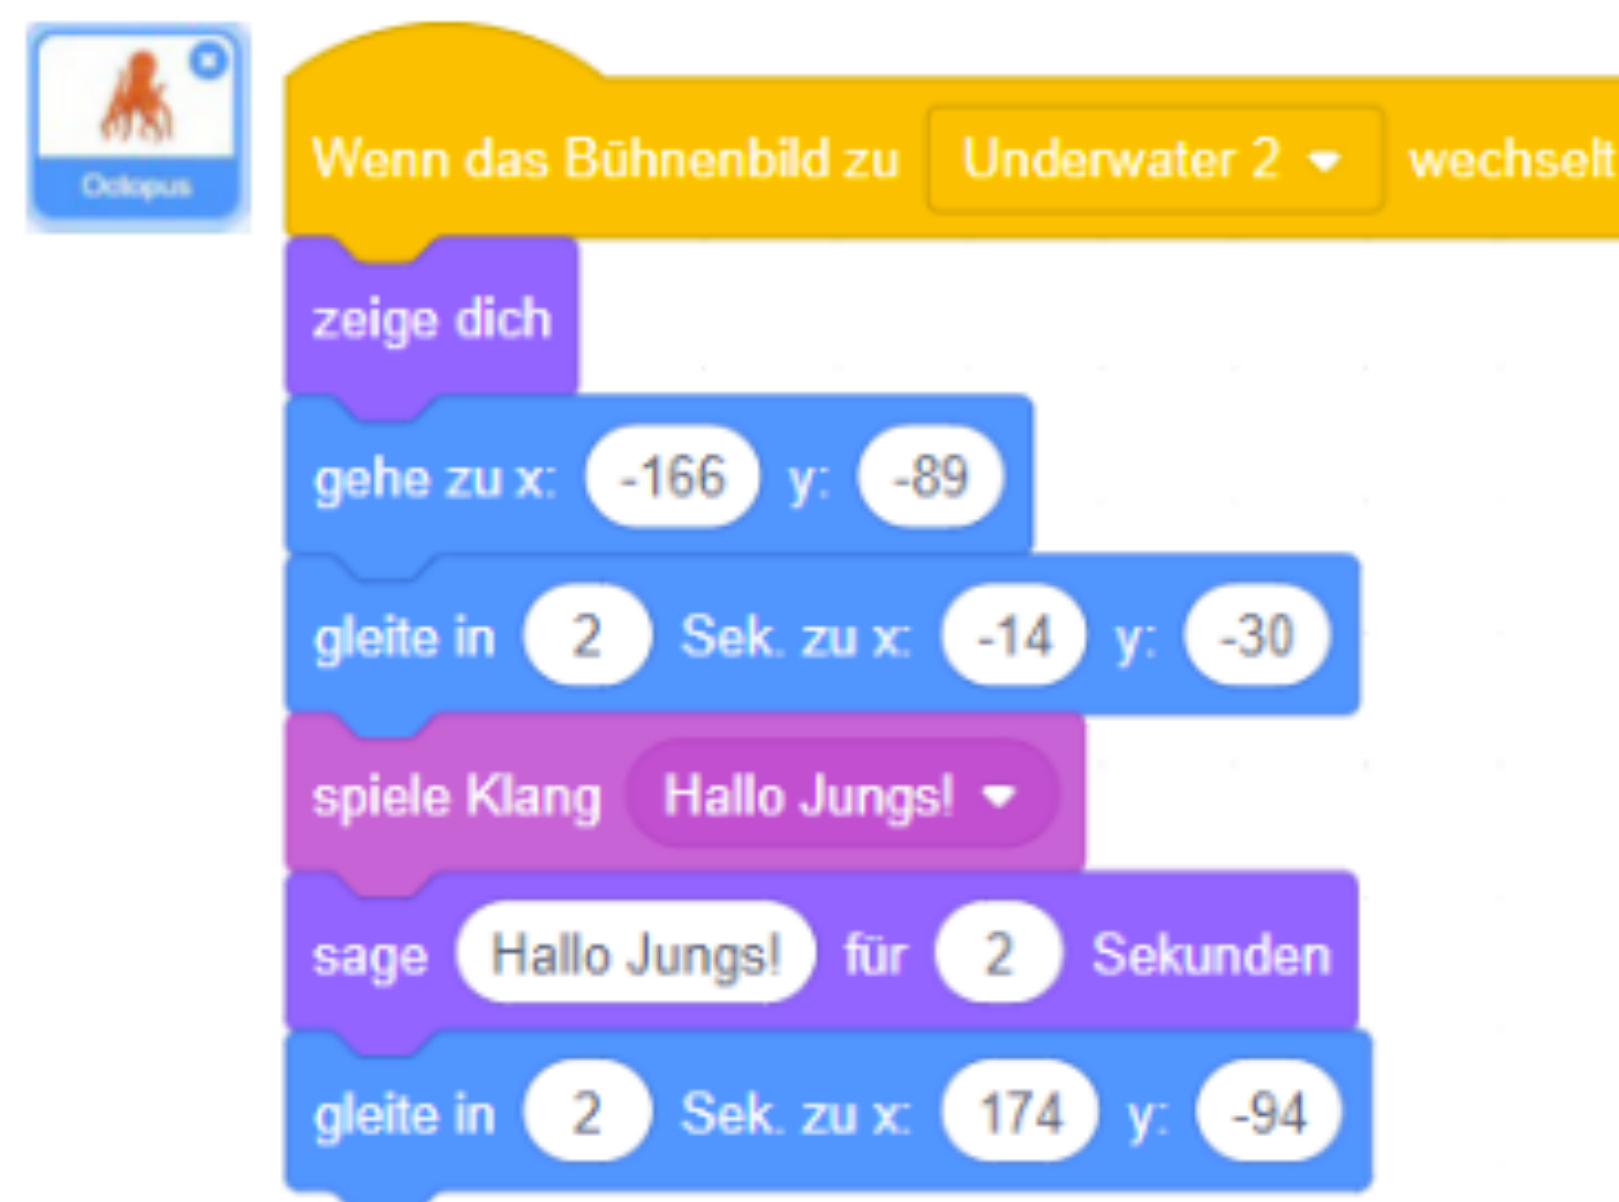 Octopus
Wenn das Bühnenbild zu Underwater 2 wechselt
zeige dich
gehe zu x: -166 y: -89
gleite in 2 Sek. zu x: -14 y: -30
spiele Klang Hallo Jungs!
sage Hallo Jungs! für 2 Sekunden
gleite in 2 Sek. zu x: 174 y: -94